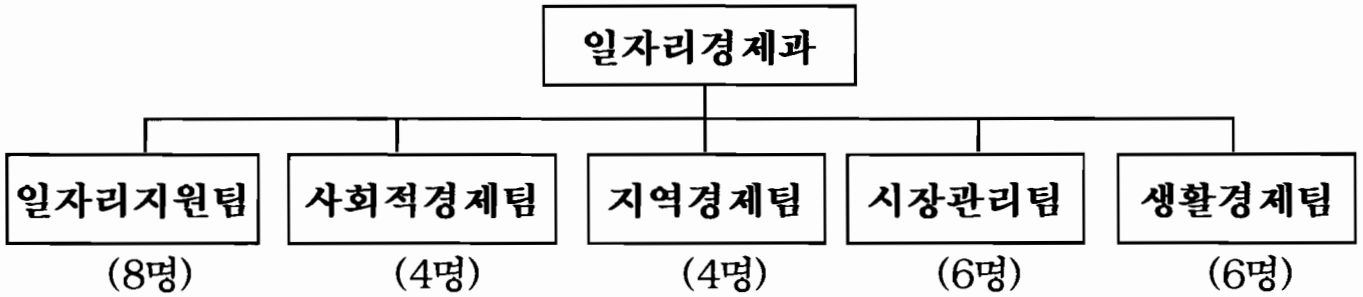 일자리경제과
일자리지원팀 사회적경제팀 지역경제팀 시장관리팀 생활경제팀
(8명) (4명) (4명) (6명) (6명)